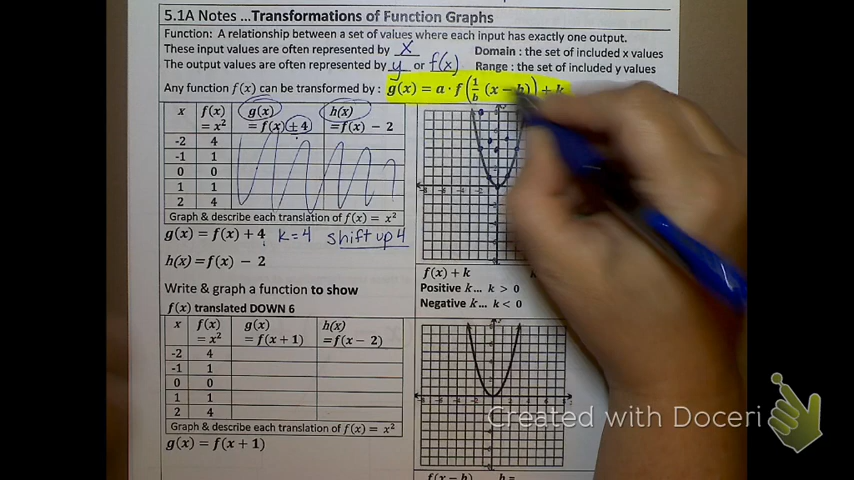 5.1A Notes ...Transformations of Function Graphs
Function: A relationship between a set of values where each input has exactly one output.
These input values are often represented by x
Domain : the set of included x values
The output values are often represented by y or f(x)
Range : the set of included y values
Any function f(x) can be transformed by : g(x) = a · f(1/b (x − h)) + k
x f(x) = x² g(x) = f(x) + 4 h(x) = f(x) − 2
-2 4
-1 1
0 0
1 1
2 4
Graph & describe each translation of f(x) = x²
g(x) = f(x) + 4 k=4 shift up 4
h(x) = f(x) − 2
f(x) + k
Positive k... k > 0
Negative k... k < 0
Write & graph a function to show
f(x) translated DOWN 6
x f(x) = x² g(x) = f(x + 1) h(x) = f(x − 2)
-2 4
-1 1
0 0
1 1
2 4
Graph & describe each translation of f(x) = x²
g(x) = f(x + 1)
f(x − h) h =
Created with Doceri